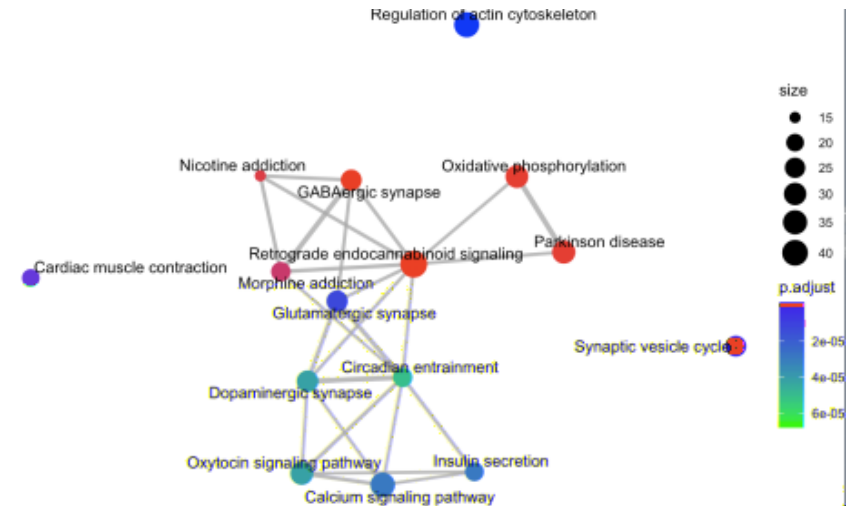 Regulation of actin cytoskeleton
size
15
20
25
30
35
40
Nicotine addiction
GABAergic synapse
Oxidative phosphorylation
Parkinson disease
Retrograde endocannabinoid signaling
Cardiac muscle contraction
Morphine addiction
Glutamatergic synapse
p.adjust
2e-05
4e-05
6e-05
Synaptic vesicle cycle
Circadian entrainment
Dopaminergic synapse
Oxytocin signaling pathway
Insulin secretion
Calcium signaling pathway